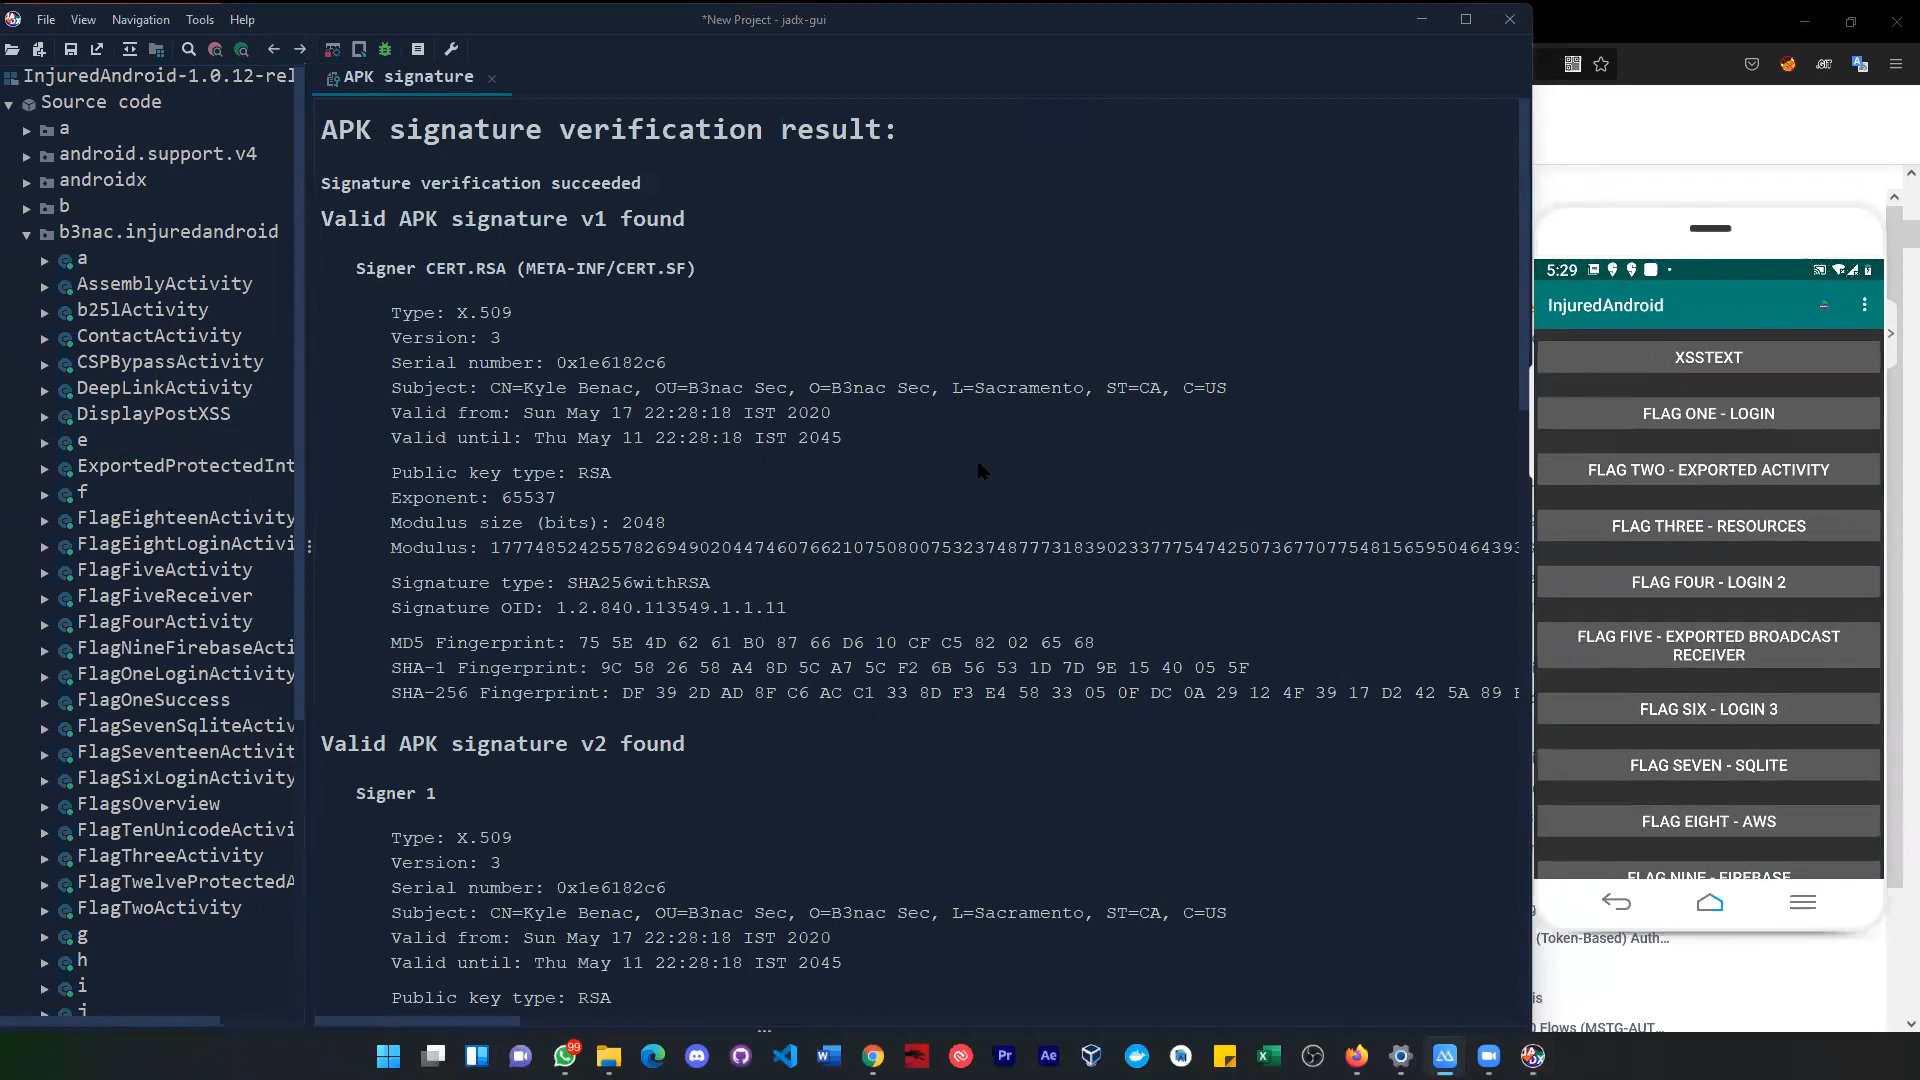 File View Navigation Tools Help
*New Project - jadx-gui
InjuredAndroid-1.0.12-rel
Source code
a
android.support.v4
androidx
b
b3nac.injuredandroid
a
AssemblyActivity
b25lActivity
ContactActivity
CSPBypassActivity
DeepLinkActivity
DisplayPostXSS
e
ExportedProtectedInt
f
FlagEighteenActivity
FlagEightLoginActivi
FlagFiveActivity
FlagFiveReceiver
FlagFourActivity
FlagNineFirebaseActi
FlagOneLoginActivity
FlagOneSuccess
FlagSevenSqliteActiv
FlagSeventeenActivit
FlagSixLoginActivity
FlagsOverview
FlagTenUnicodeActivi
FlagThreeActivity
FlagTwelveProtectedA
FlagTwoActivity
g
h
i
j
APK signature
APK signature verification result:
Signature verification succeeded
Valid APK signature v1 found
Signer CERT.RSA (META-INF/CERT.SF)
Type: X.509
Version: 3
Serial number: 0x1e6182c6
Subject: CN=Kyle Benac, OU=B3nac Sec, O=B3nac Sec, L=Sacramento, ST=CA, C=US
Valid from: Sun May 17 22:28:18 IST 2020
Valid until: Thu May 11 22:28:18 IST 2045
Public key type: RSA
Exponent: 65537
Modulus size (bits): 2048
Modulus:
Signature type: SHA256withRSA
Signature OID: 1.2.840.113549.1.1.11
MD5 Fingerprint: 75 5E 4D 62 61 B0 87 66 D6 10 CF C5 82 02 65 68
SHA-1 Fingerprint: 9C 58 26 58 A4 8D 5C A7 5C F2 6B 56 53 1D 7D 9E 15 40 05 5F
SHA-256 Fingerprint: DF 39 2D AD 8F C6 AC C1 33 8D F3 E4 58 33 05 0F DC 0A 29 12 4F 39 17 D2 42 5A 89
Valid APK signature v2 found
Signer 1
Type: X.509
Version: 3
Serial number: 0x1e6182c6
Subject: CN=Kyle Benac, OU=B3nac Sec, O=B3nac Sec, L=Sacramento, ST=CA, C=US
Valid from: Sun May 17 22:28:18 IST 2020
Valid until: Thu May 11 22:28:18 IST 2045
Public key type: RSA
5:29
InjuredAndroid
XSSTEXT
FLAG ONE - LOGIN
FLAG TWO - EXPORTED ACTIVITY
FLAG THREE - RESOURCES
FLAG FOUR - LOGIN 2
FLAG FIVE - EXPORTED BROADCAST
RECEIVER
FLAG SIX - LOGIN 3
FLAG SEVEN - SQLITE
FLAG EIGHT - AWS
FLAG NINE - FIREBASE
(Token-Based) Auth...
is
Flows (MSTG-AUT...
99
Pr
Ae